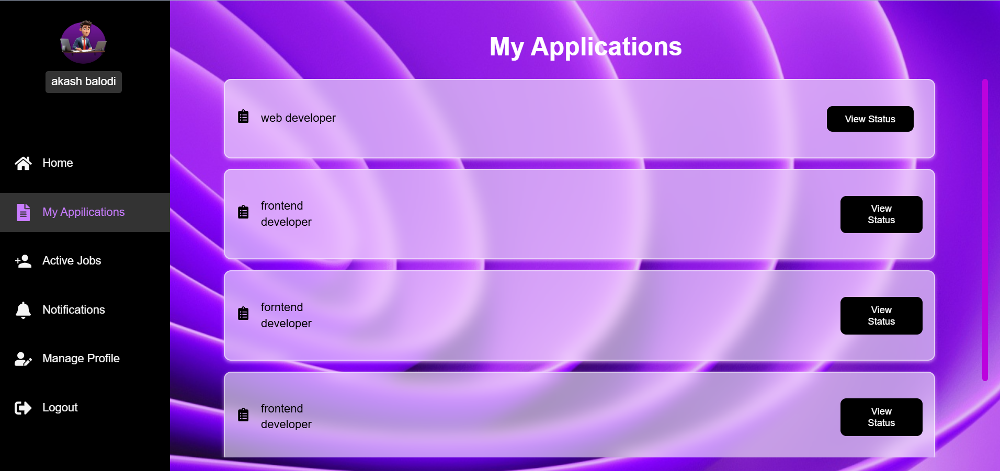 akash balodi
Home
My Appilications
Active Jobs
Notifications
Manage Profile
Logout
My Applications
web developer
View Status
frontend
developer
View
Status
forntend
developer
View
Status
frontend
developer
View
Status